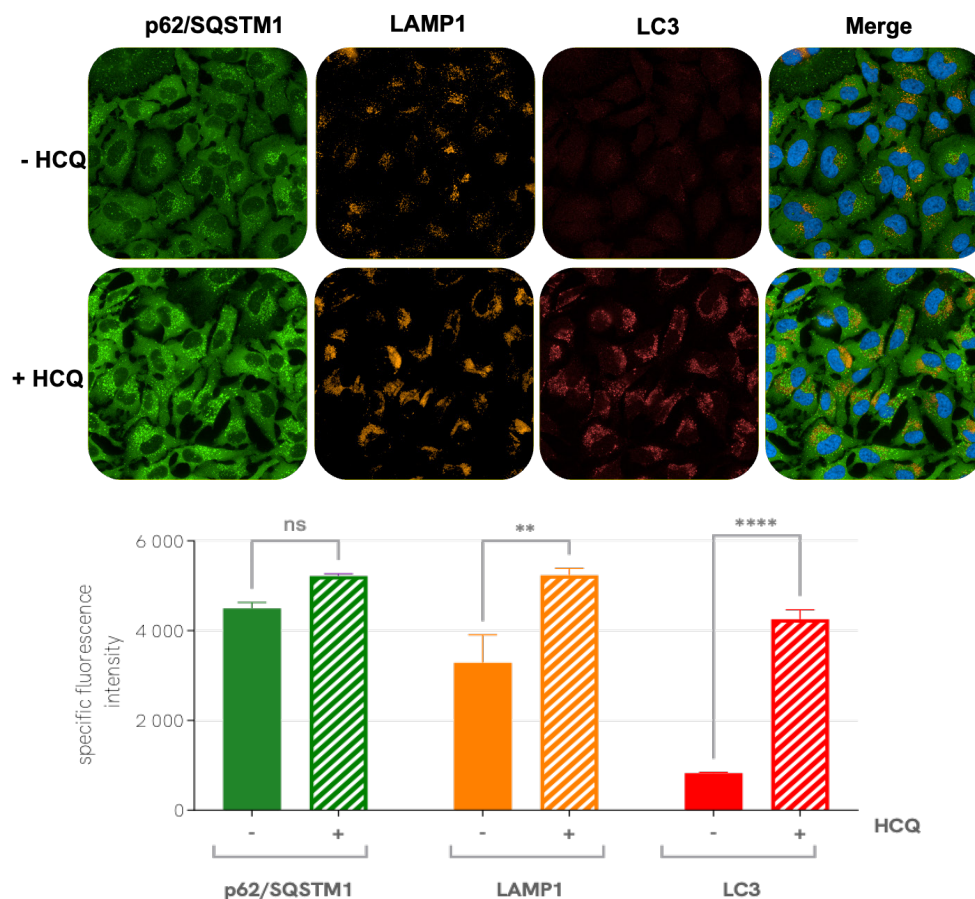 p62/SQSTM1 LAMP1 LC3 Merge
- HCQ
+ HCQ
ns ** ****
6 000
4 000
2 000
0
specific fluorescence
intensity
- + - + - + HCQ
p62/SQSTM1 LAMP1 LC3